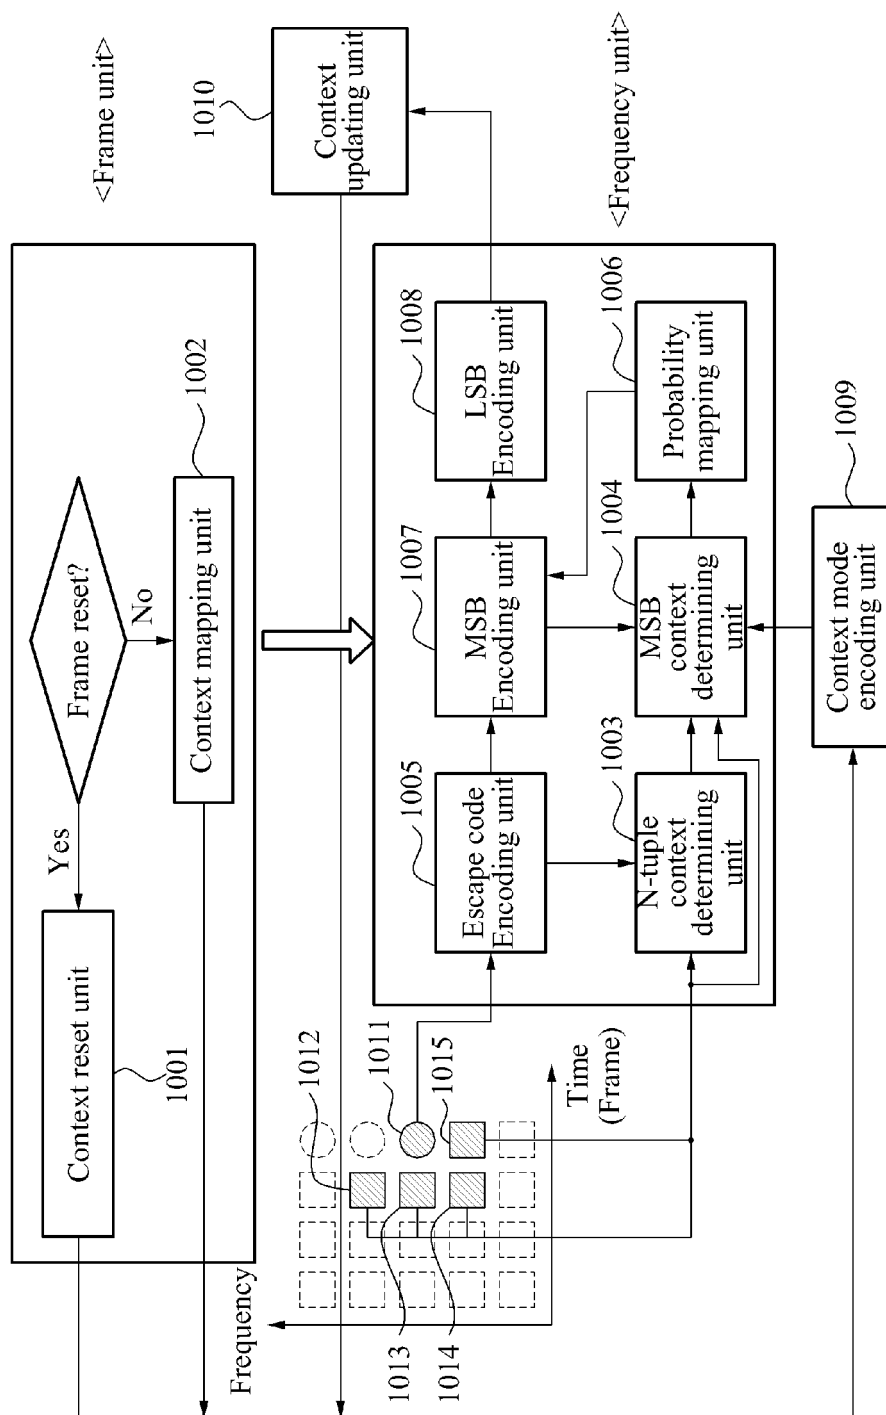 <Frame unit>
Frame reset?
Yes
No
Context reset unit
1001
Context mapping unit
1002
Context
updating unit
1010
<Frequency unit>
Frequency
Time
(Frame)
1012
1011
1015
1013
1014
Escape code
Encoding unit
1005
MSB
Encoding unit
1007
LSB
Encoding unit
1008
N-tuple
context
determining
unit
1003
MSB
context
determining
unit
1004
Probability
mapping unit
1006
Context mode
encoding unit
1009